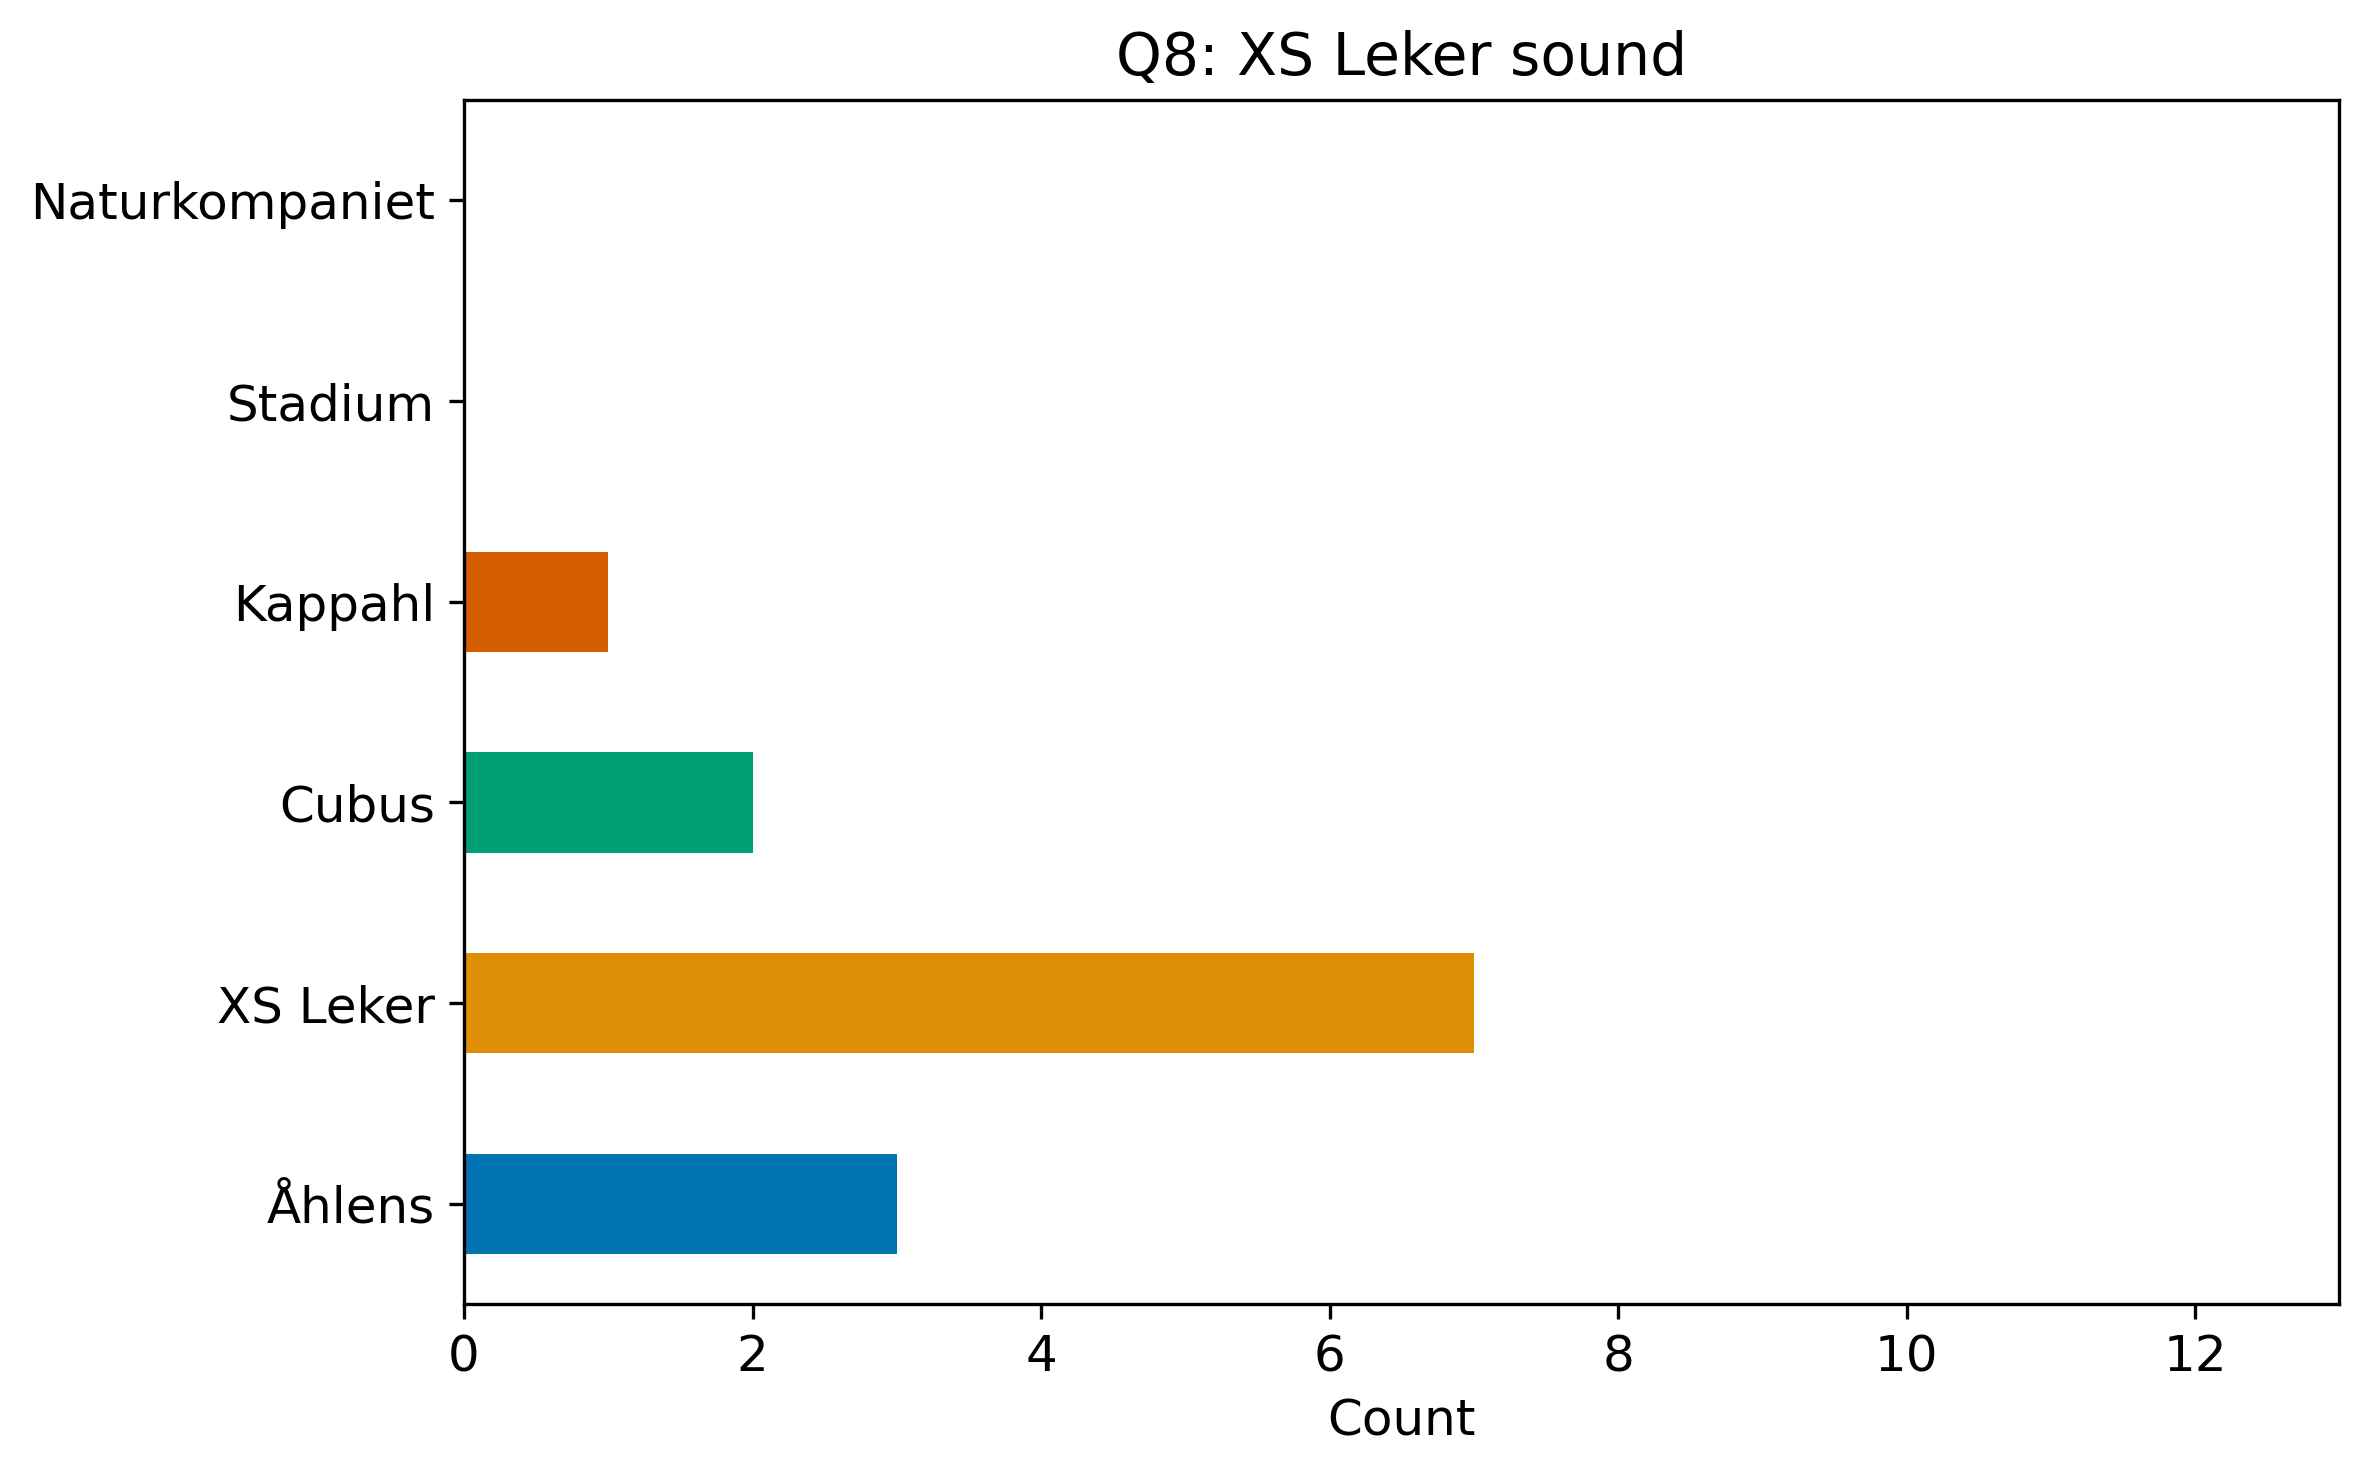 Q8: XS Leker sound
Naturkompaniet
Stadium
Kappahl
Cubus
XS Leker
Åhlens
0 2 4 6 8 10 12
Count